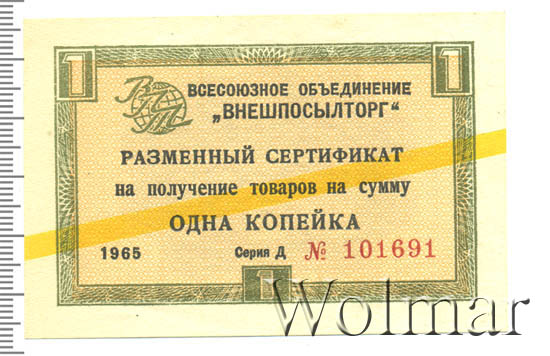 1 1
ВСЕСОЮЗНОЕ ОБЪЕДИНЕНИЕ
„ВНЕШПОСЫЛТОРГ“
РАЗМЕННЫЙ СЕРТИФИКАТ
на получение товаров на сумму
ОДНА КОПЕЙКА
1965 Серия Д № 101691
1
Wolmar